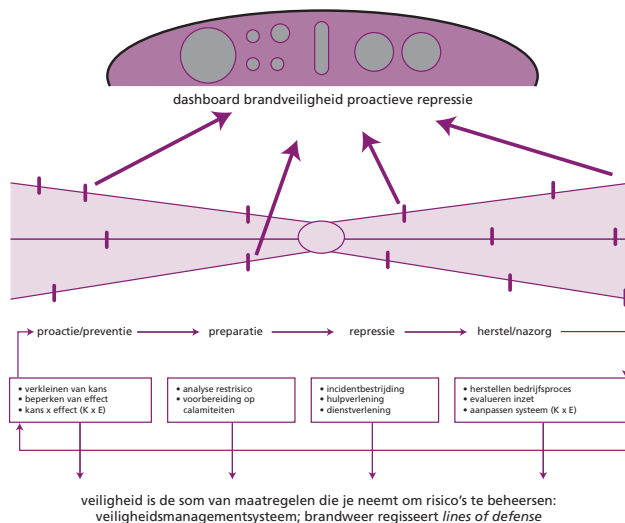 dashboard brandveiligheid proactieve repressie
proactie/preventie
preparatie
repressie
herstel/nazorg
• verkleinen van kans
• beperken van effect
• kans x effect (K x E)
• analyse restrisico
• voorbereiding op
calamiteiten
• incidentbestrijding
• hulpverlening
• dienstverlening
• herstellen bedrijfsproces
• evalueren inzet
• aanpassen systeem (K x E)
veiligheid is de som van maatregelen die je neemt om risico's te beheersen:
veiligheidsmanagementsysteem; brandweer regisseert lines of defense